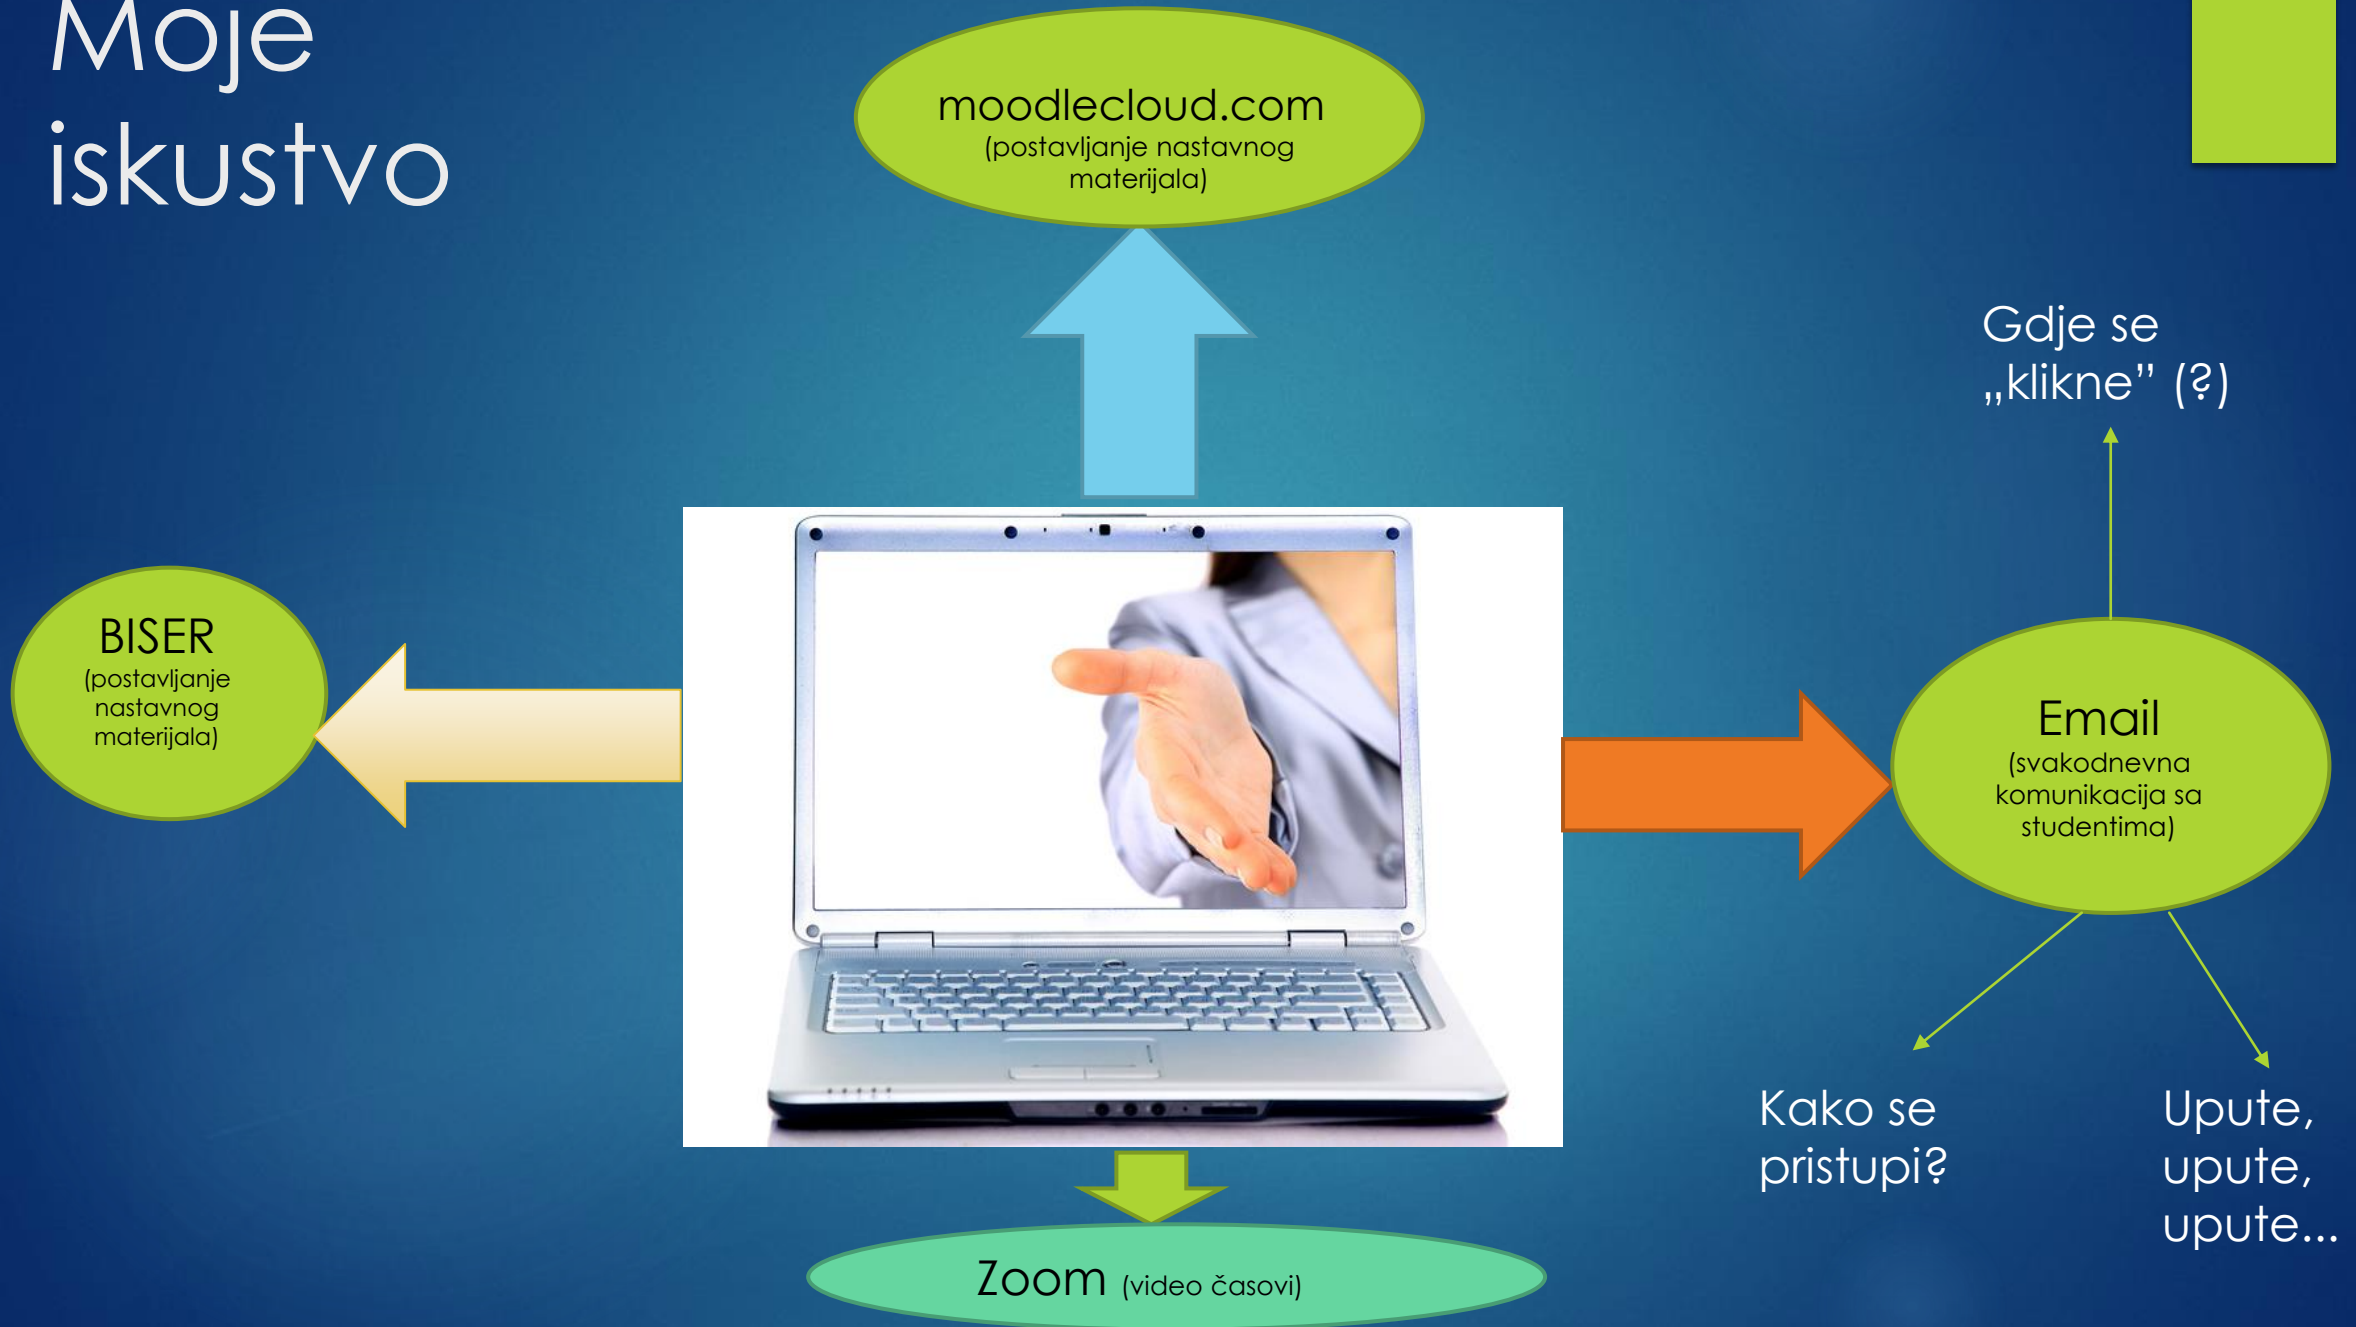 Moje
iskustvo
moodlecloud.com
(postavljanje nastavnog
materijala)
Gdje se
„klikne” (?)
BISER
(postavljanje
nastavnog
materijala)
Email
(svakodnevna
komunikacija sa
studentima)
Kako se
pristupi?
Upute,
upute,
upute...
Zoom (video časovi)